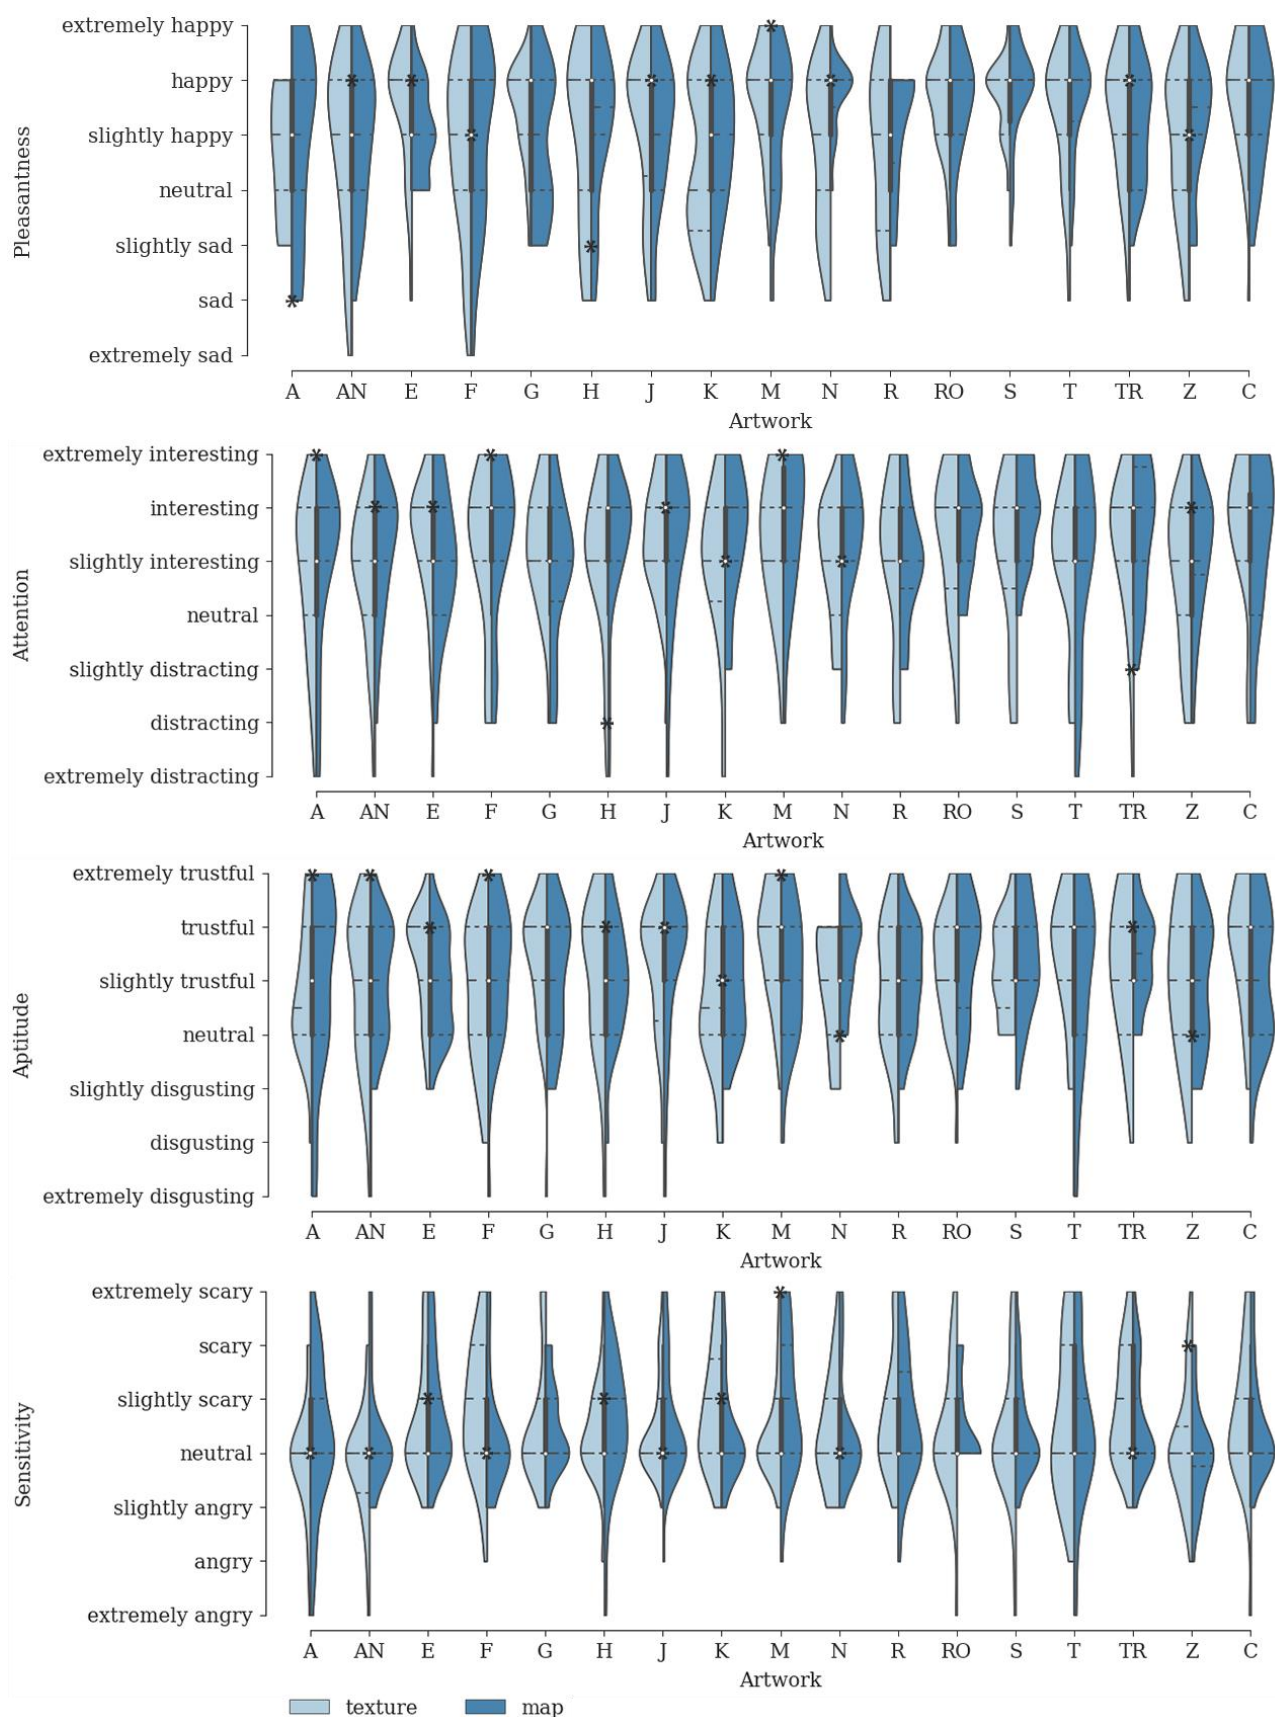 Pleasantness
extremely happy
happy
slightly happy
neutral
slightly sad
sad
extremely sad
A AN E F G H J K M N R RO S T TR Z C
Artwork
Attention
extremely interesting
interesting
slightly interesting
neutral
slightly distracting
distracting
extremely distracting
A AN E F G H J K M N R RO S T TR Z C
Artwork
Aptitude
extremely trustful
trustful
slightly trustful
neutral
slightly disgusting
disgusting
extremely disgusting
A AN E F G H J K M N R RO S T TR Z C
Artwork
Sensitivity
extremely scary
scary
slightly scary
neutral
slightly angry
angry
extremely angry
A AN E F G H J K M N R RO S T TR Z C
Artwork
texture map